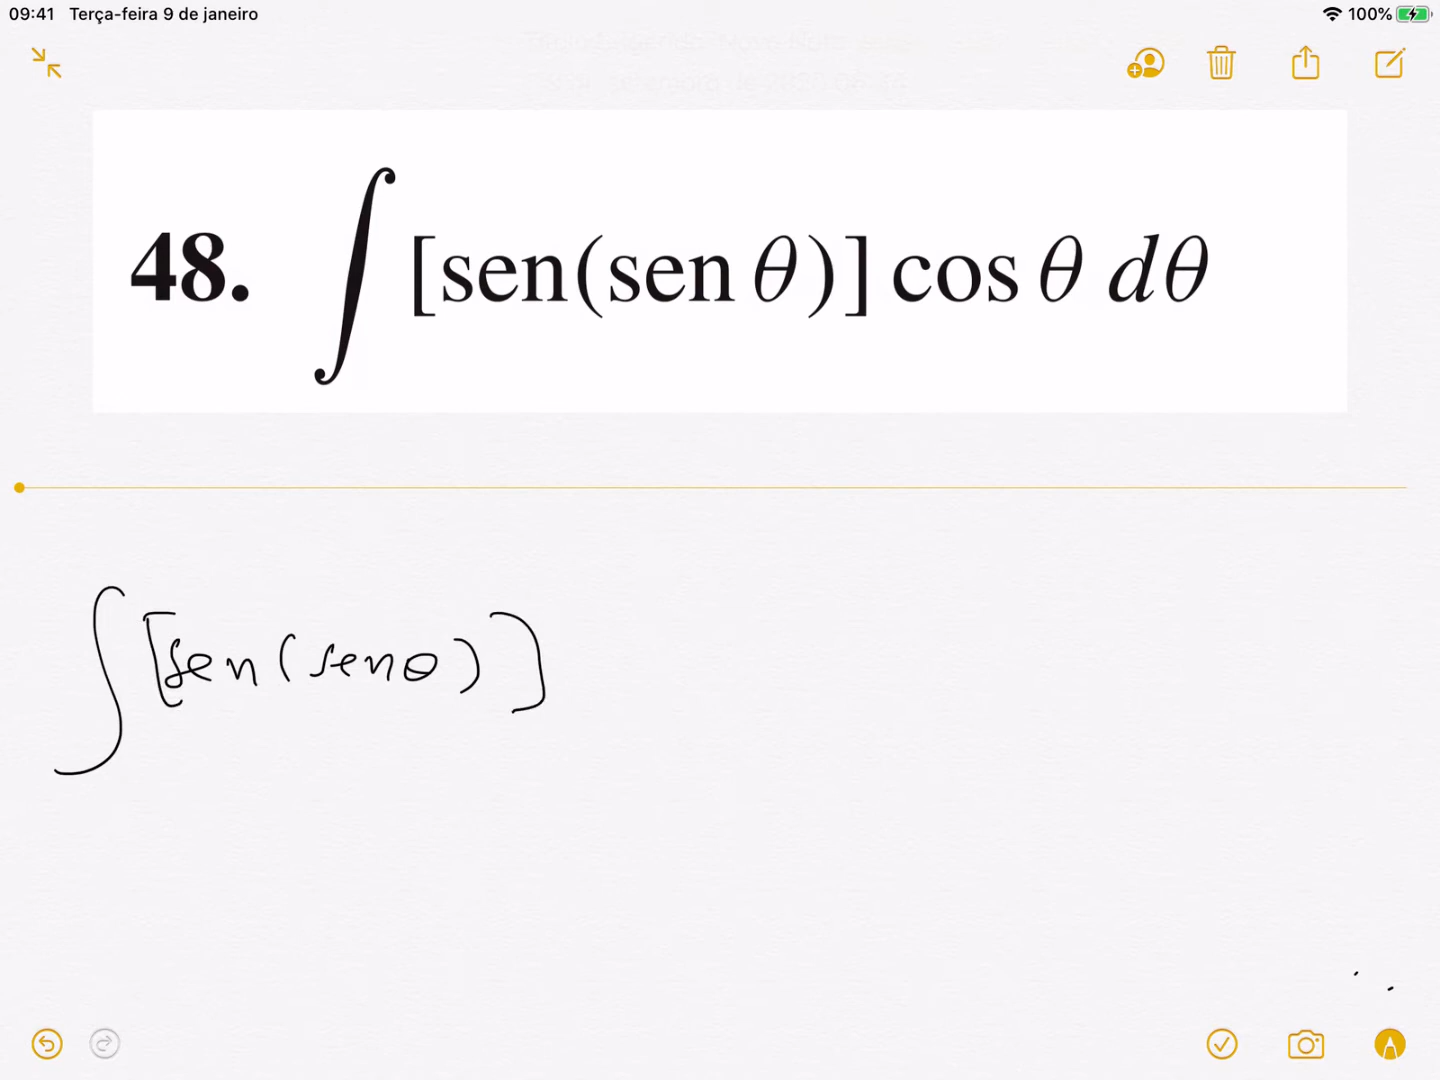 09:41 Terça-feira 9 de janeiro 100%
48. ∫ [sen(sen θ)] cos θ dθ
∫ [sen(senθ)]